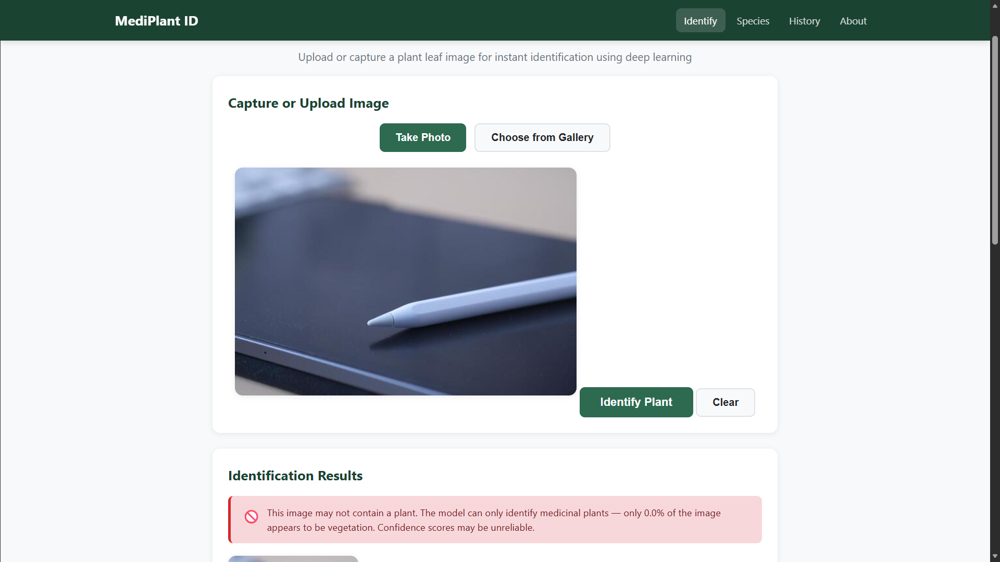 MediPlant ID
Identify
Species
History
About
Upload or capture a plant leaf image for instant identification using deep learning
Capture or Upload Image
Take Photo
Choose from Gallery
Identify Plant
Clear
Identification Results
This image may not contain a plant. The model can only identify medicinal plants — only 0.0% of the image
appears to be vegetation. Confidence scores may be unreliable.